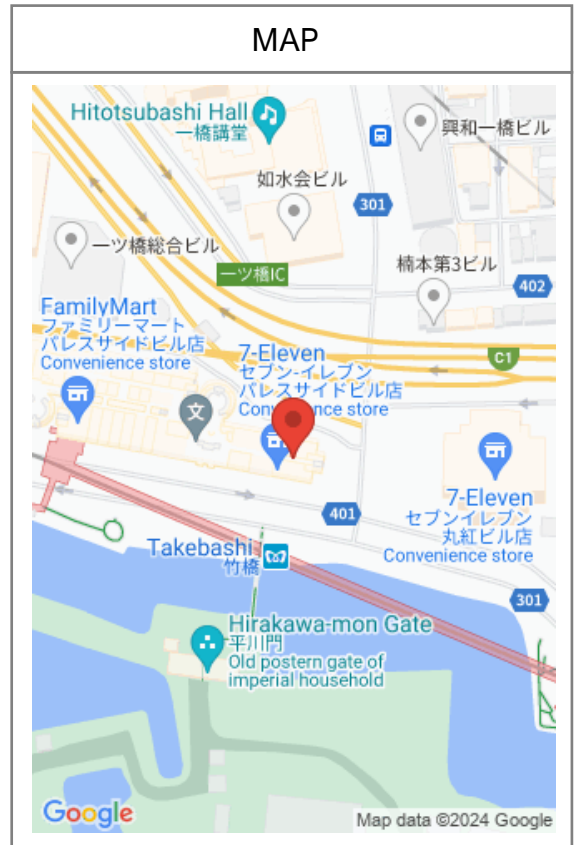 MAP
Hitotsubashi Hall
一橋講堂
興和一橋ビル
如水会ビル
301
一ツ橋総合ビル
一ツ橋IC
楠本第3ビル
402
FamilyMart
ファミリーマート
パレスサイドビル店
Convenience store
7-Eleven
セブン-イレブン
パレスサイドビル店
Convenience store
C1
文
7-Eleven
セブンイレブン
丸紅ビル店
Convenience store
401
Takebashi
竹橋
301
Hirakawa-mon Gate
平川門
Old postern gate of
imperial household
Google
Map data ©2024 Google